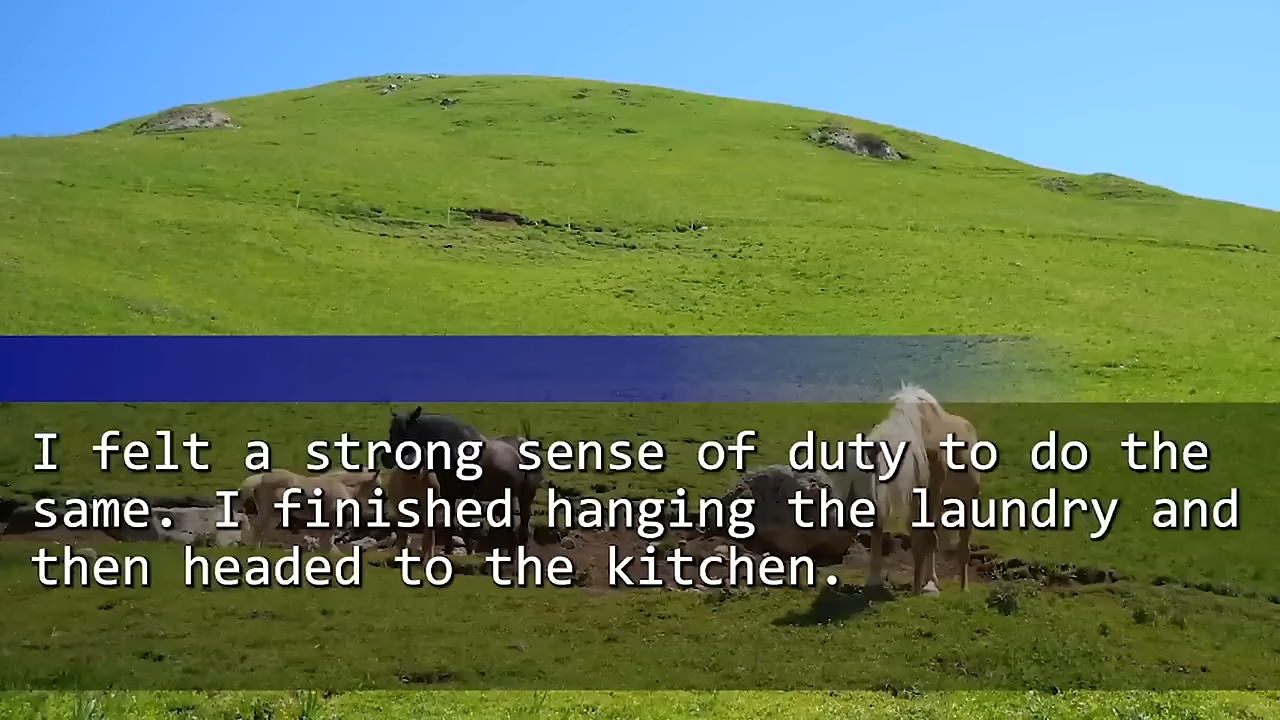 I felt a strong sense of duty to do the
same. I finished hanging the laundry and
then headed to the kitchen.